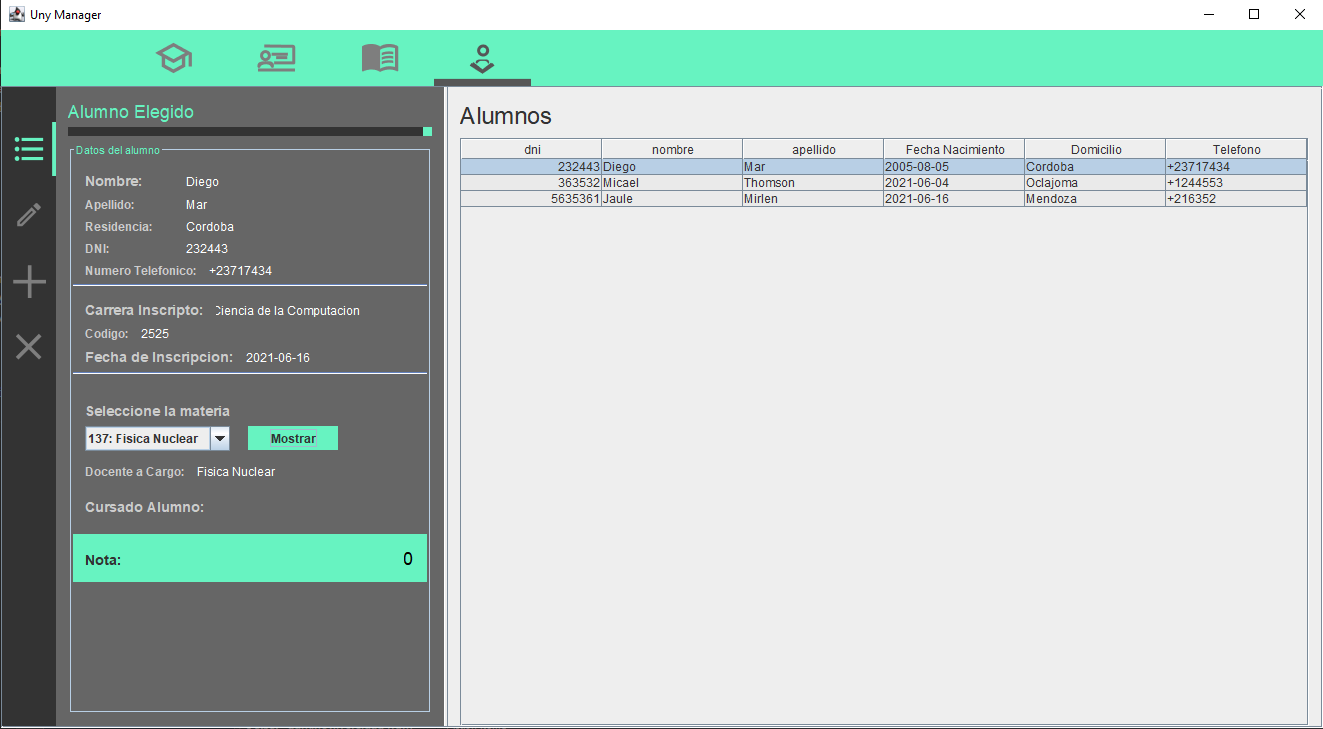 Uny Manager
Alumno Elegido
Datos del alumno
Nombre: Diego
Apellido: Mar
Residencia: Cordoba
DNI: 232443
Numero Telefonico: +23717434
Carrera Inscripto: Ciencia de la Computacion
Codigo: 2525
Fecha de Inscripcion: 2021-06-16
Seleccione la materia
137: Fisica Nuclear Mostrar
Docente a Cargo: Fisica Nuclear
Cursado Alumno:
Nota: 0
Alumnos
dni nombre apellido Fecha Nacimiento Domicilio Telefono
232443 Diego Mar 2005-08-05 Cordoba +23717434
363532 Micael Thomson 2021-06-04 Oclajoma +1244553
5635361 Jaule Mirlen 2021-06-16 Mendoza +216352